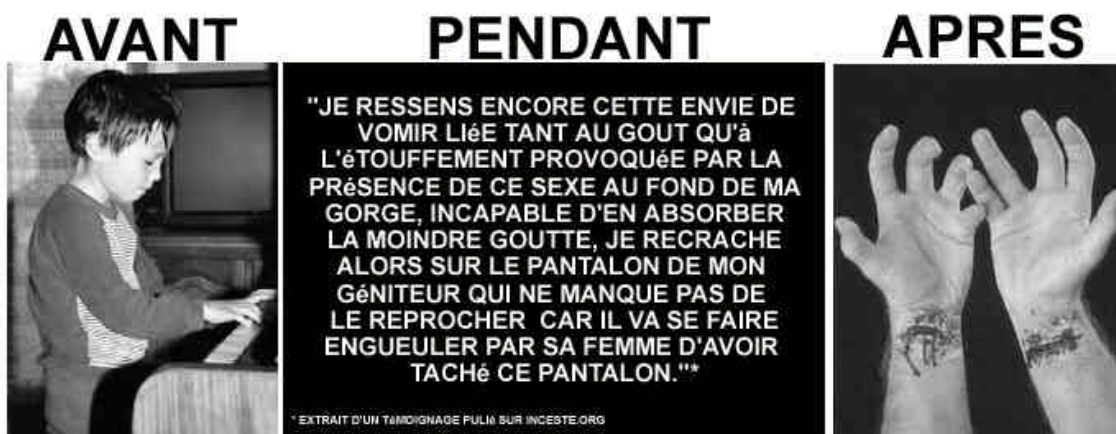 AVANT
PENDANT
APRES
"JE RESSENS ENCORE CETTE ENVIE DE
VOMIR LIéE TANT AU GOUT QU'à
L'éTOUFFEMENT PROVOQUéE PAR LA
PRéSENCE DE CE SEXE AU FOND DE MA
GORGE, INCAPABLE D'EN ABSORBER
LA MOINDRE GOUTTE, JE RECRACHE
ALORS SUR LE PANTALON DE MON
GéNITEUR QUI NE MANQUE PAS DE
LE REPROCHER CAR IL VA SE FAIRE
ENGUEULER PAR SA FEMME D'AVOIR
TACHé CE PANTALON."*
* EXTRAIT D'UN TéMOIGNAGE PULIé SUR INCESTE.ORG